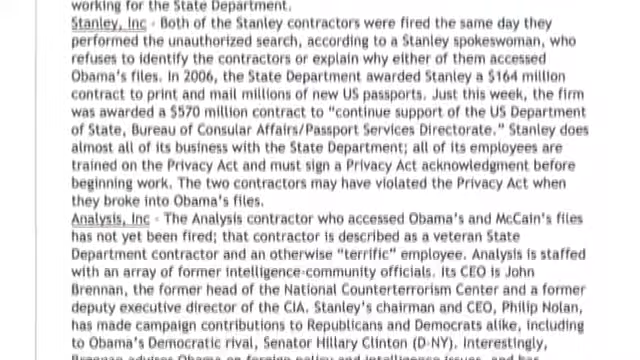 working for the State Department.
Stanley, Inc - Both of the Stanley contractors were fired the same day they
performed the unauthorized search, according to a Stanley spokeswoman, who
refuses to identify the contractors or explain why either of them accessed
Obama's files. In 2006, the State Department awarded Stanley a $164 million
contract to print and mail millions of new US passports. Just this week, the firm
was awarded a $570 million contract to "continue support of the US Department
of State, Bureau of Consular Affairs/Passport Services Directorate." Stanley does
almost all of its business with the State Department; all of its employees are
trained on the Privacy Act and must sign a Privacy Act acknowledgment before
beginning work. The two contractors may have violated the Privacy Act when
they broke into Obama's files.
Analysis, Inc - The Analysis contractor who accessed Obama's and McCain's files
has not yet been fired; that contractor is described as a veteran State
Department contractor and an otherwise "terrific" employee. Analysis is staffed
with an array of former intelligence-community officials. Its CEO is John
Brennan, the former head of the National Counterterrorism Center and a former
deputy executive director of the CIA. Stanley's chairman and CEO, Philip Nolan,
has made campaign contributions to Republicans and Democrats alike, including
to Obama's Democratic rival, Senator Hillary Clinton (D-NY). Interestingly,
Brennan advises Obama on foreign policy and intelligence issues, and has